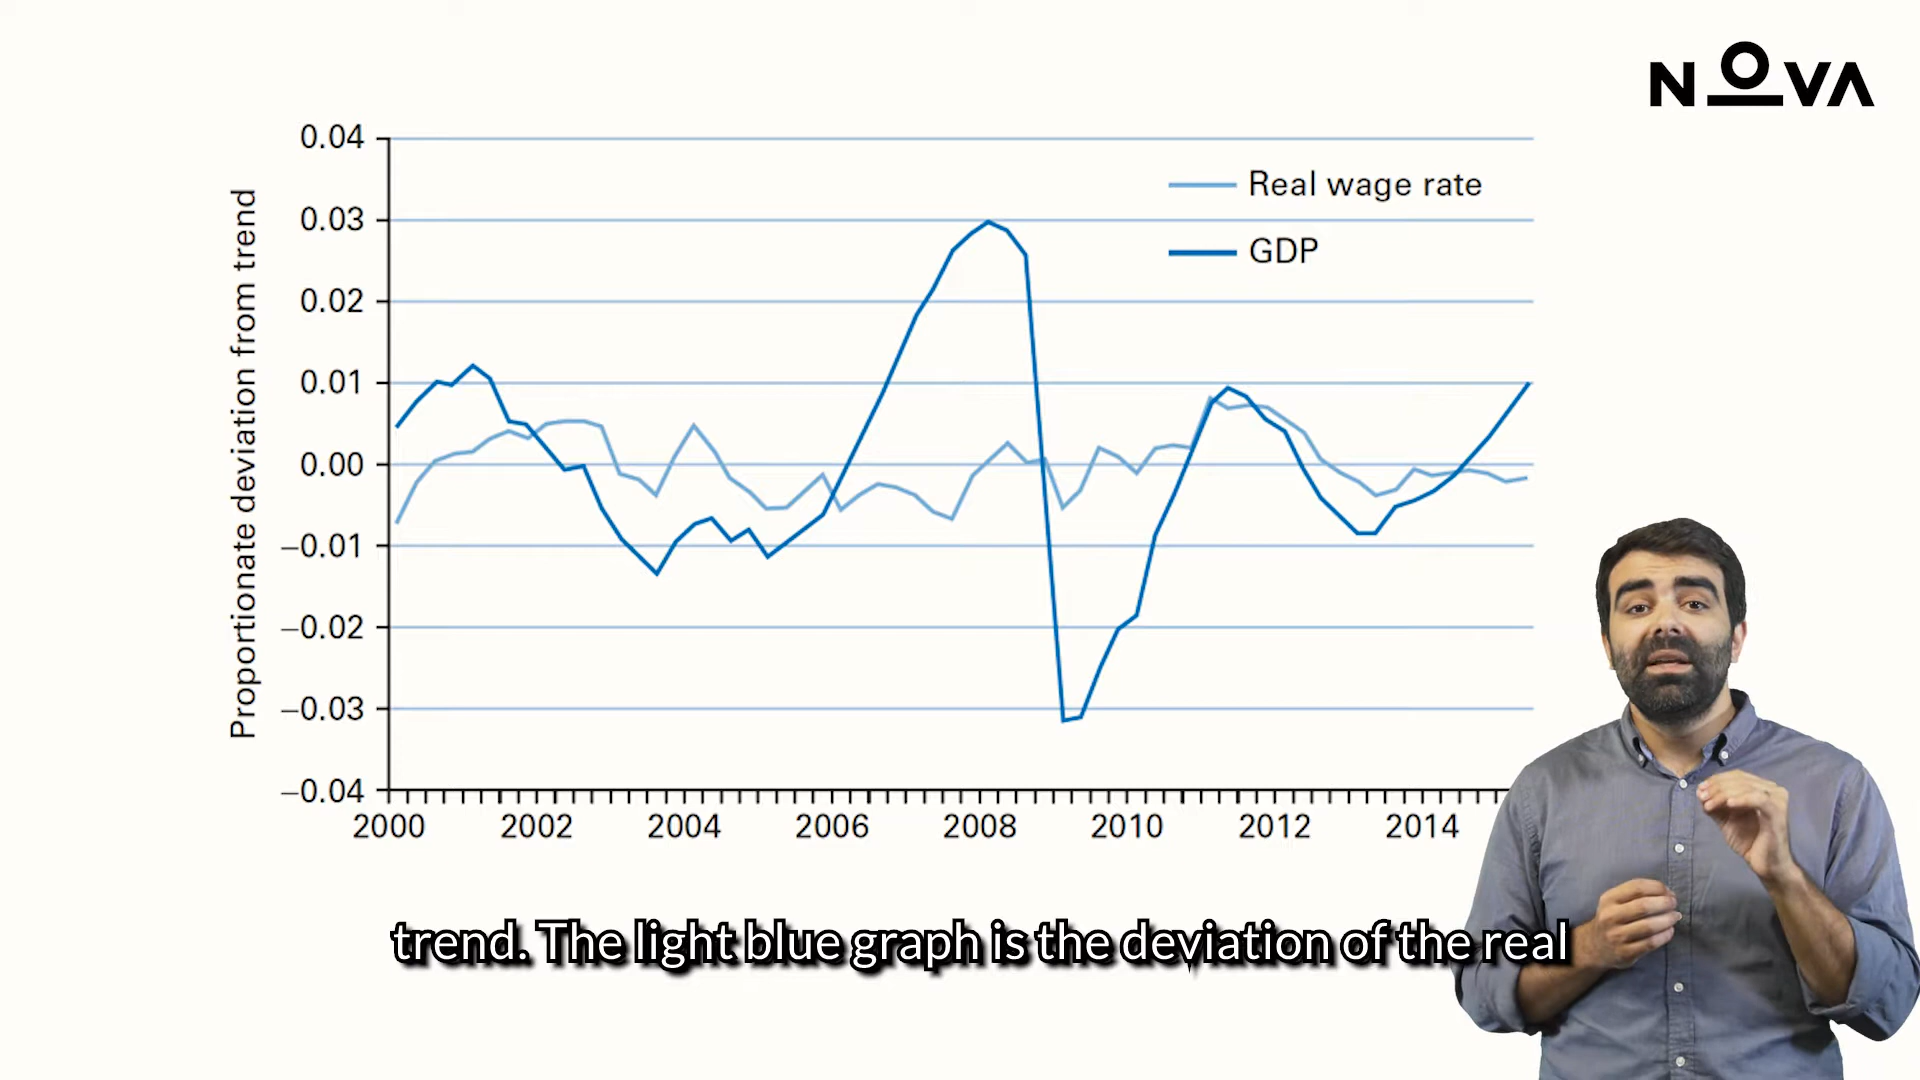 NOVA
0.04
0.03
0.02
0.01
0.00
−0.01
−0.02
−0.03
−0.04
Proportionate deviation from trend
Real wage rate
GDP
2000 2002 2004 2006 2008 2010 2012 2014
trend. The light blue graph is the deviation of the real